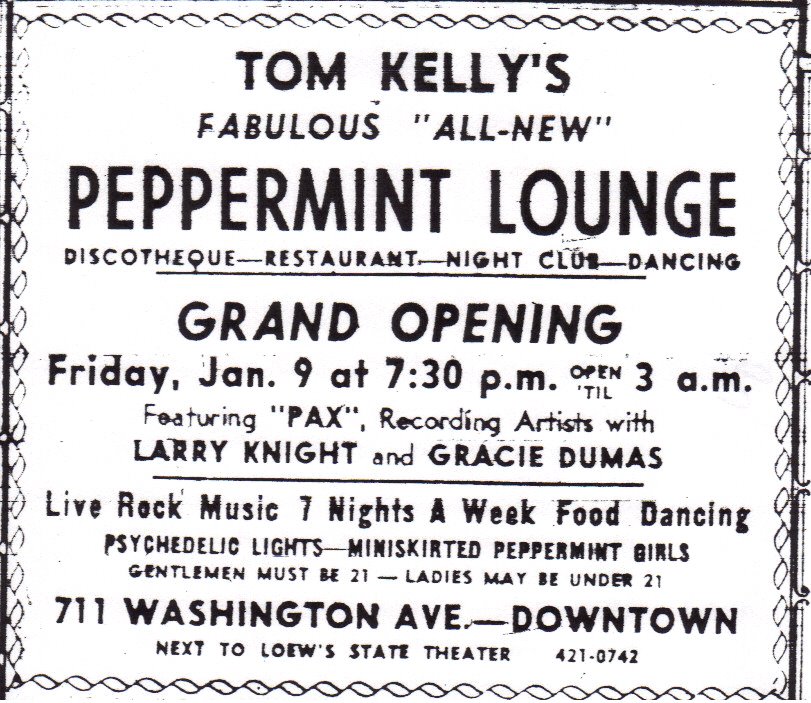 TOM KELLY'S
FABULOUS "ALL-NEW"
PEPPERMINT LOUNGE
DISCOTHEQUE—RESTAURANT—NIGHT CLUB—DANCING
GRAND OPENING
Friday, Jan. 9 at 7:30 p.m. OPEN 'TIL 3 a.m.
Featuring "PAX", Recording Artists with
LARRY KNIGHT and GRACIE DUMAS
Live Rock Music 7 Nights A Week Food Dancing
PSYCHEDELIC LIGHTS—MINISKIRTED PEPPERMINT GIRLS
GENTLEMEN MUST BE 21 — LADIES MAY BE UNDER 21
711 WASHINGTON AVE.—DOWNTOWN
NEXT TO LOEW'S STATE THEATER 421-0742